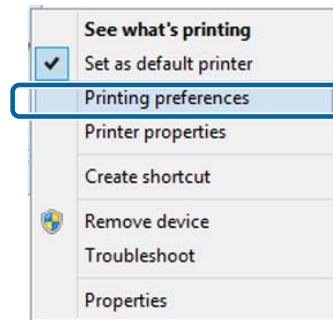 See what's printing
Set as default printer
Printing preferences
Printer properties
Create shortcut
Remove device
Troubleshoot
Properties